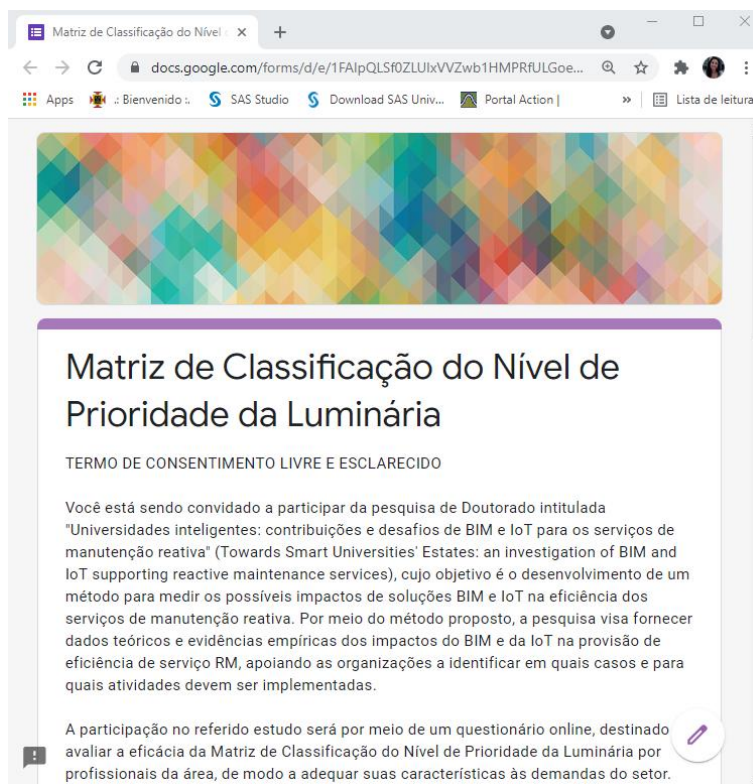 Matriz de Classificação do Nível
docs.google.com/forms/d/e/1FAIpQLSf0ZLUIxVVZwb1HMPRfULGoe...
Apps .: Bienvenido :. SAS Studio Download SAS Univ... Portal Action | » Lista de leitura
Matriz de Classificação do Nível de
Prioridade da Luminária
TERMO DE CONSENTIMENTO LIVRE E ESCLARECIDO
Você está sendo convidado a participar da pesquisa de Doutorado intitulada
"Universidades inteligentes: contribuições e desafios de BIM e IoT para os serviços de
manutenção reativa" (Towards Smart Universities' Estates: an investigation of BIM and
IoT supporting reactive maintenance services), cujo objetivo é o desenvolvimento de um
método para medir os possíveis impactos de soluções BIM e IoT na eficiência dos
serviços de manutenção reativa. Por meio do método proposto, a pesquisa visa fornecer
dados teóricos e evidências empíricas dos impactos do BIM e da IoT na provisão de
eficiência de serviço RM, apoiando as organizações a identificar em quais casos e para
quais atividades devem ser implementadas.
A participação no referido estudo será por meio de um questionário online, destinado
avaliar a eficácia da Matriz de Classificação do Nível de Prioridade da Luminária por
profissionais da área, de modo a adequar suas características às demandas do setor.